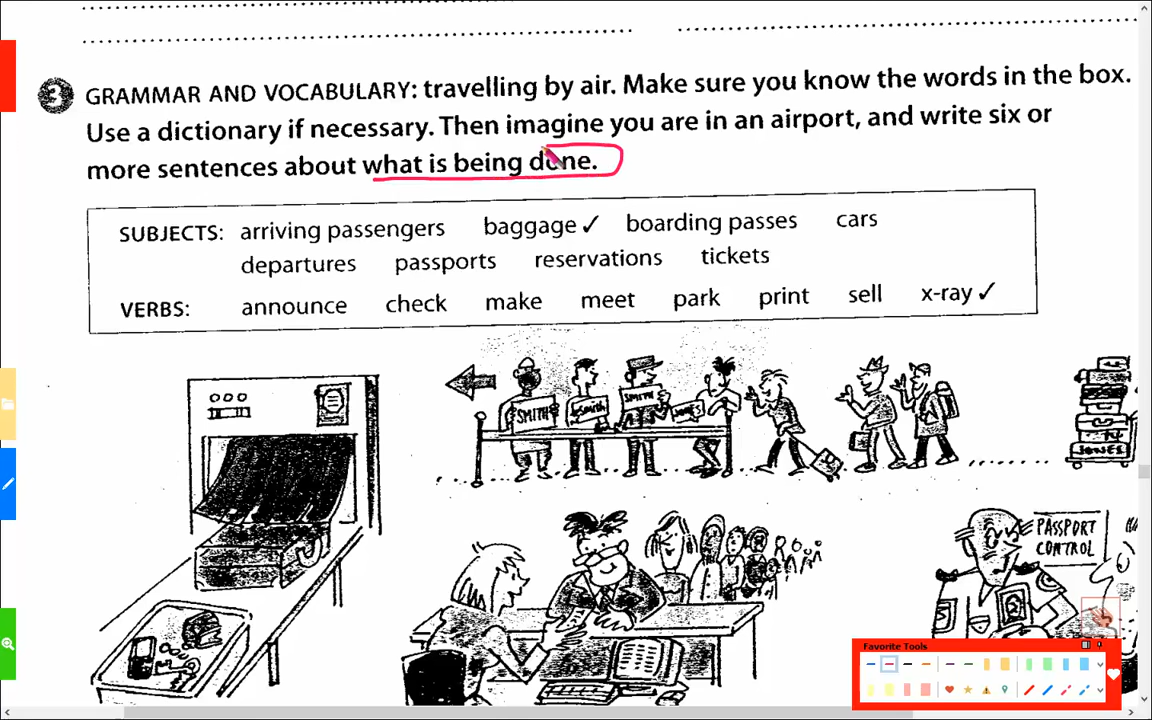 3 GRAMMAR AND VOCABULARY: travelling by air. Make sure you know the words in the box.
Use a dictionary if necessary. Then imagine you are in an airport, and write six or
more sentences about what is being done.
SUBJECTS: arriving passengers baggage ✓ boarding passes cars
departures passports reservations tickets
VERBS: announce check make meet park print sell x-ray ✓
SMITH SMITH SMITH JONES
JONES
PASSPORT
CONTROL
Favorite Tools